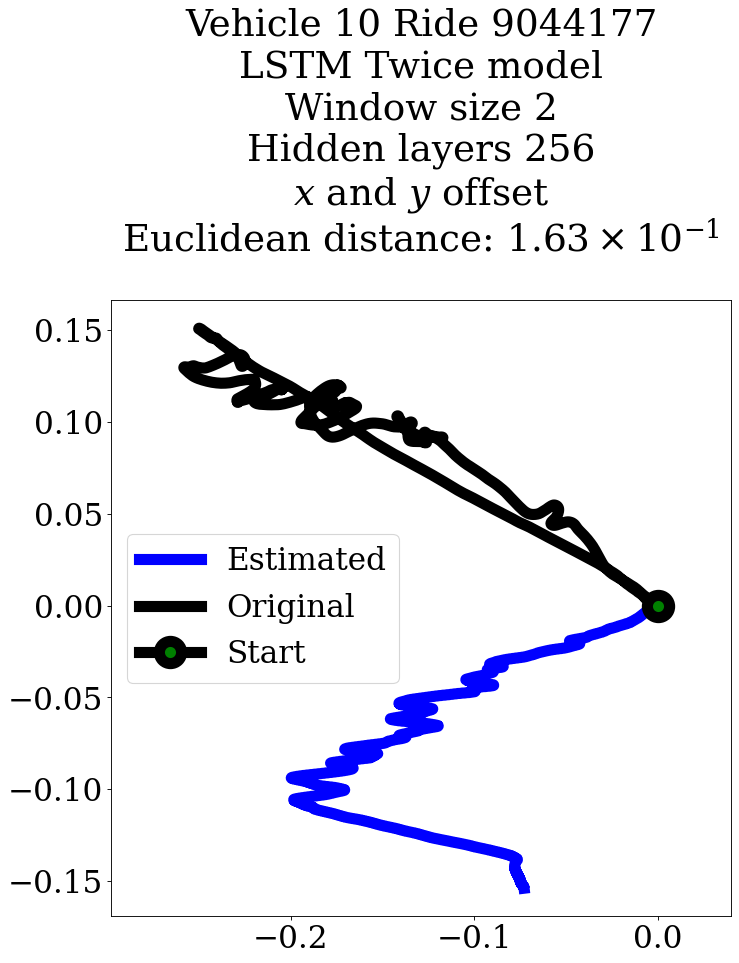 Vehicle 10 Ride 9044177
LSTM Twice model
Window size 2
Hidden layers 256
x and y offset
Euclidean distance: 1.63 × 10⁻¹
0.15
0.10
0.05
0.00
−0.05
−0.10
−0.15
Estimated
Original
Start
−0.2
−0.1
0.0